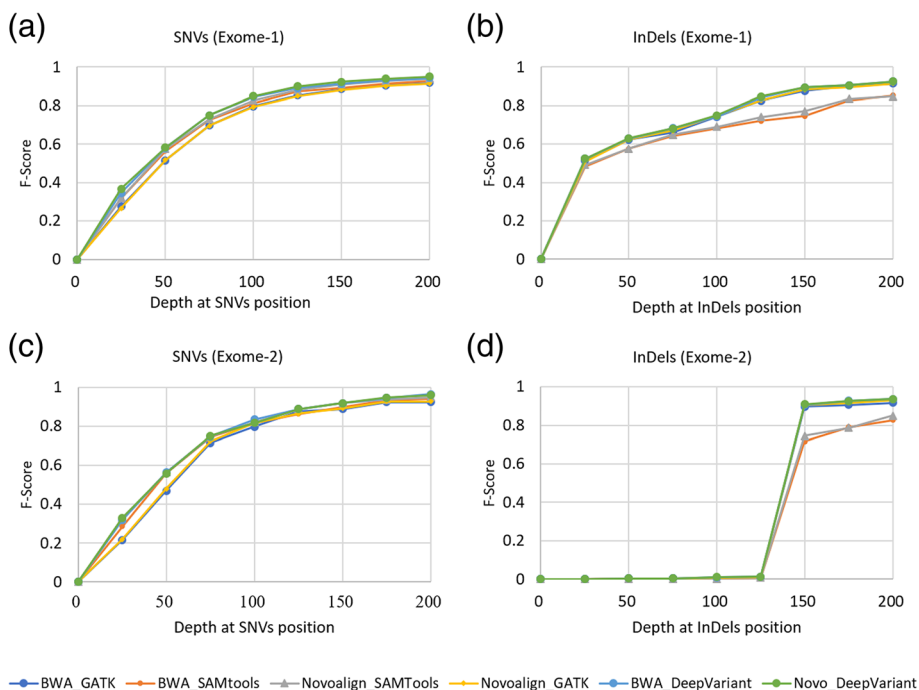 (a)
SNVs (Exome-1)
F-Score
1
0.8
0.6
0.4
0.2
0
0 50 100 150 200
Depth at SNVs position
(b)
InDels (Exome-1)
F-Score
1
0.8
0.6
0.4
0.2
0
0 50 100 150 200
Depth at InDels position
(c)
SNVs (Exome-2)
F-Score
1
0.8
0.6
0.4
0.2
0
0 50 100 150 200
Depth at SNVs position
(d)
InDels (Exome-2)
F-Score
1
0.8
0.6
0.4
0.2
0
0 50 100 150 200
Depth at InDels position
BWA_GATK BWA_SAMtools Novoalign_SAMTools Novoalign_GATK BWA_DeepVariant Novo_DeepVariant